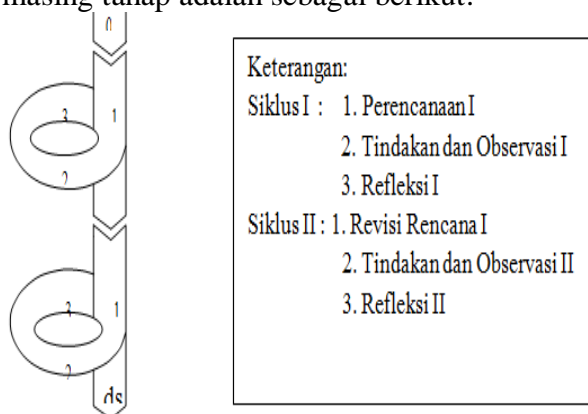 masing tahap adalah sebagai berikut:
0
3
1
2
3
1
2
ds
Keterangan:
Siklus I : 1. Perencanaan I
2. Tindakan dan Observasi I
3. Refleksi I
Siklus II : 1. Revisi Rencana I
2. Tindakan dan Observasi II
3. Refleksi II